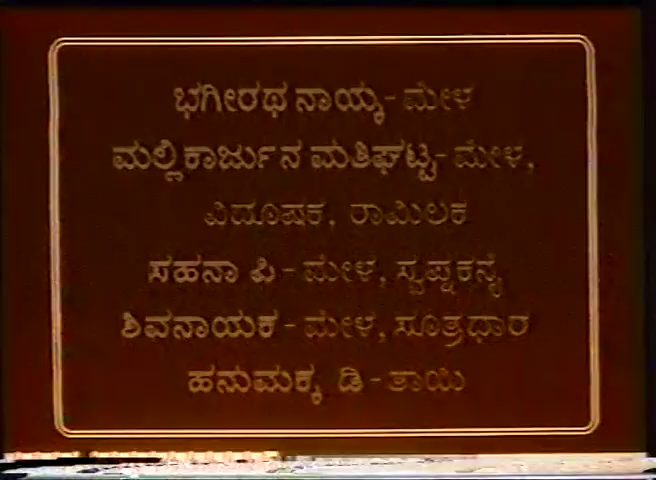 ಭಗೀರಥ ನಾಯ್ಕ - ಮೇಳ
ಮಲ್ಲಿಕಾರ್ಜುನ ಮತಿಘಟ್ಟ - ಮೇಳ,
ವಿದೂಷಕ, ರಾಮಿಲಕ
ಸಹನಾ ಪಿ - ಮೇಳ, ಸ್ವಪ್ನಕನ್ಯೆ
ಶಿವನಾಯಕ - ಮೇಳ, ಸೂತ್ರಧಾರ
ಹನುಮಕ್ಕ ಡಿ - ತಾಯಿ